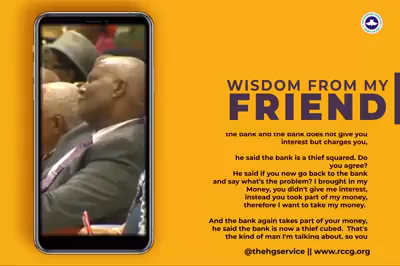 WISDOM FROM MY
FRIEND
the bank and the bank does not give you
interest but charges you,
he said the bank is a thief squared. Do
you agree?
He said if you now go back to the bank
and say what's the problem? I brought in my
Money, you didn't give me interest,
instead you took part of my money,
therefore I want to take my money.
And the bank again takes part of your money,
he said the bank is now a thief cubed. That's
the kind of man I'm talking about, so you
@thehgservice || www.rccg.org